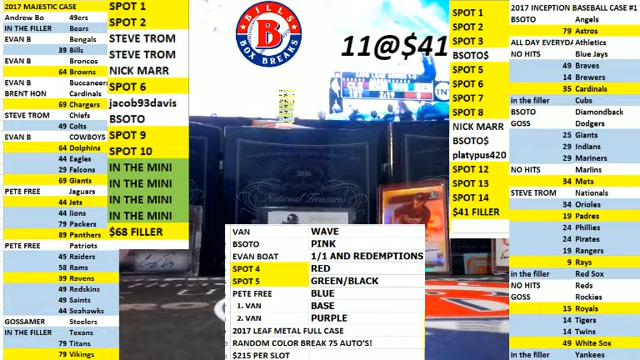 2017 MAJESTIC CASE
Andrew Bo 49ers
IN THE FILLER Bears
EVAN B Bengals
39 Bills
EVAN B Broncos
64 Browns
EVAN B Buccaneer
BRENT HON Cardinals
69 Chargers
STEVE TROM Chiefs
49 Colts
EVAN B COWBOYS
64 Dolphins
44 Eagles
29 Falcons
69 Giants
PETE FREE Jaguars
44 Jets
44 lions
79 Packers
89 Panthers
PETE FREE Patriots
45 Raiders
58 Rams
39 Ravens
49 Redskins
49 Saints
44 Seahawks
GOSSAMER Steelers
IN THE FILLER Texans
79 Titans
79 Vikings
SPOT 1
SPOT 2
STEVE TROM
STEVE TROM
NICK MARR
SPOT 6
jacob93davis
BSOTO
SPOT 9
SPOT 10
IN THE MINI
IN THE MINI
IN THE MINI
IN THE MINI
$68 FILLER
BILLS
B
BOX BREAKS
11@$41
2016
National Treasures
VAN WAVE
BSOTO PINK
EVAN BOAT 1/1 AND REDEMPTIONS
SPOT 4 RED
SPOT 5 GREEN/BLACK
PETE FREE BLUE
1. VAN BASE
2. VAN PURPLE
2017 LEAF METAL FULL CASE
RANDOM COLOR BREAK 75 AUTO'S!
$215 PER SLOT
SPOT 1
SPOT 2
SPOT 3
BSOTO$
SPOT 5
SPOT 6
SPOT 7
SPOT 8
NICK MARR
BSOTO$
platypus420
SPOT 12
SPOT 13
SPOT 14
$41 FILLER
2017 INCEPTION BASEBALL CASE #1
BSOTO Angels
79 Astros
ALL DAY EVERYDA Athletics
NO HITS Blue Jays
49 Braves
14 Brewers
35 Cardinals
in the filler Cubs
BSOTO Diamondback
GOSS Dodgers
25 Giants
29 Indians
29 Mariners
NO HITS Marlins
34 Mets
STEVE TROM Nationals
34 Orioles
19 Padres
24 Phillies
24 Pirates
19 Rangers
9 Rays
in the filler Red Sox
NO HITS Reds
GOSS Rockies
15 Royals
14 Tigers
14 Twins
49 White Sox
in the filler Yankees